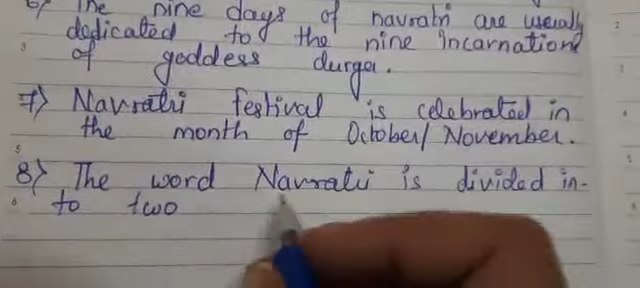 6) The nine days of navratri are usually
dedicated to the nine incarnations
of goddess durga.
7) Navratri festival is celebrated in
the month of October/November.
8) The word Navratri is divided in-
to two